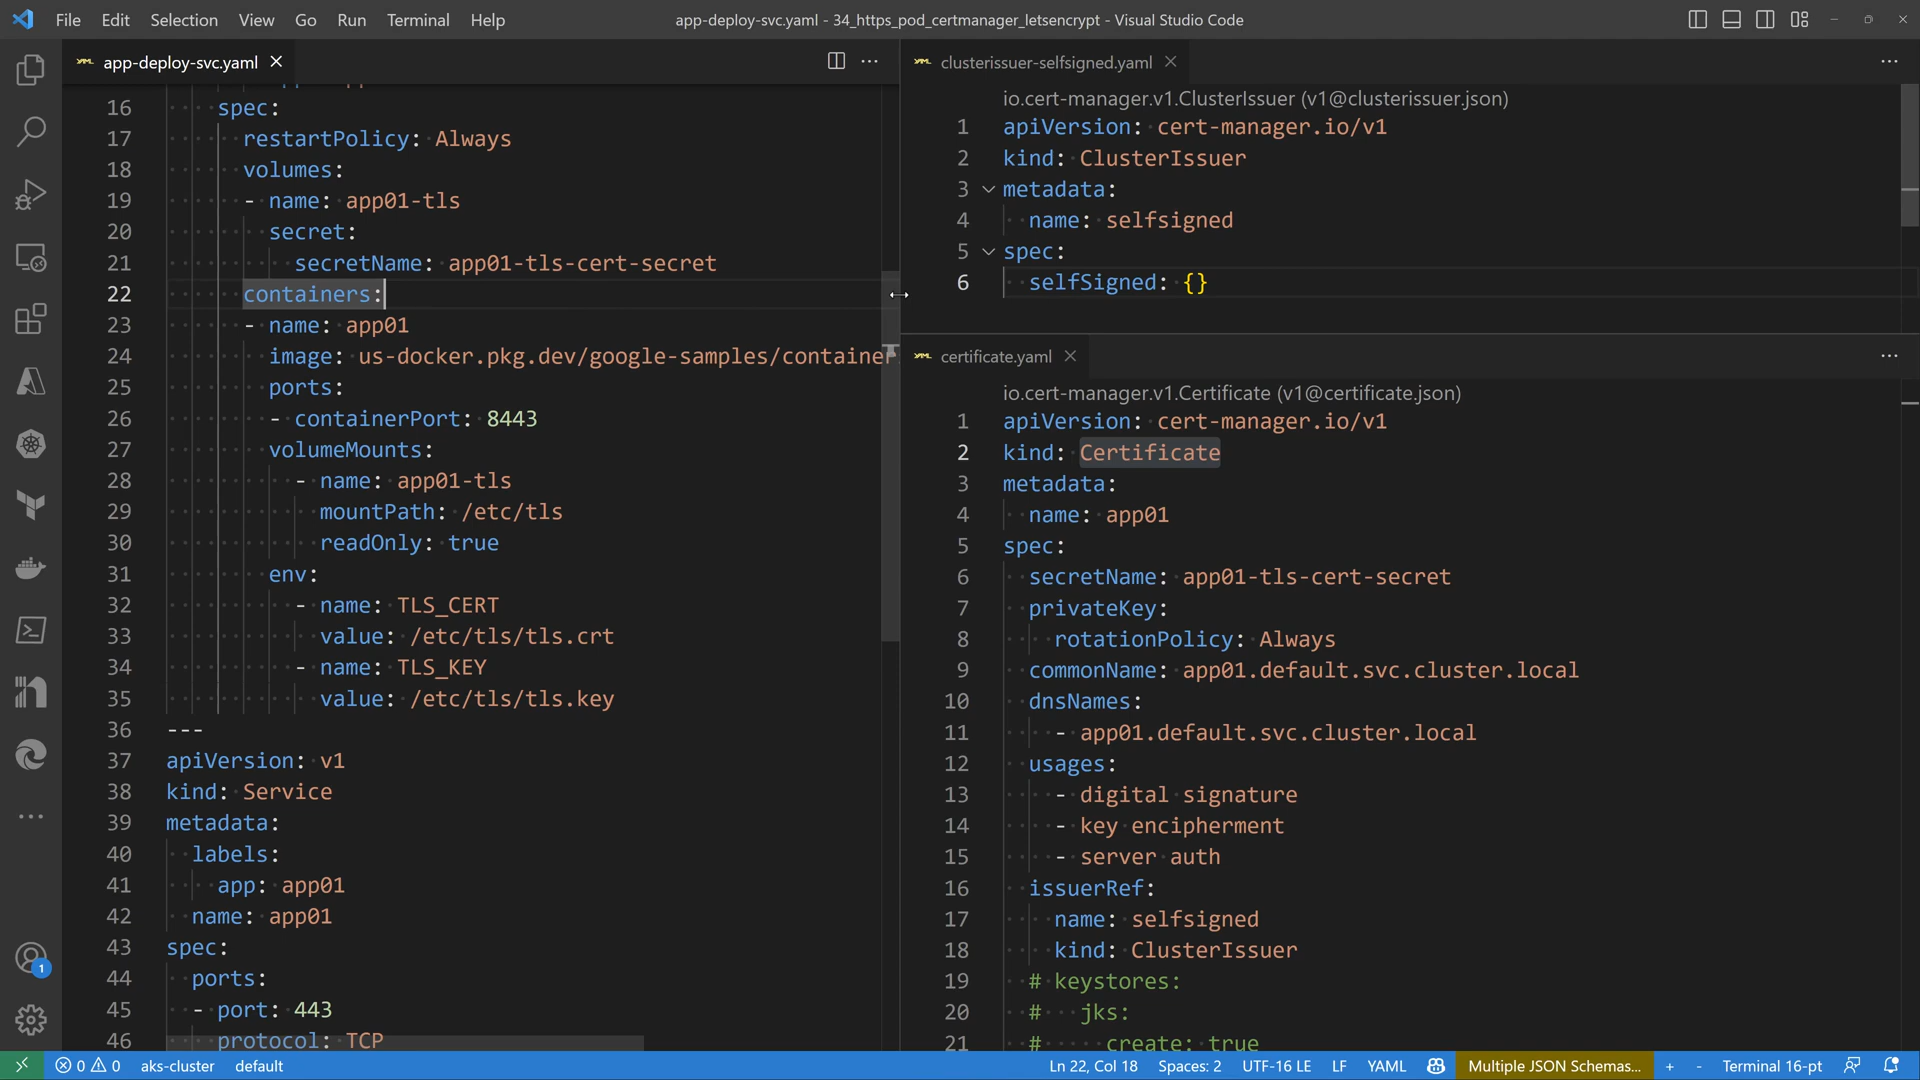 File Edit Selection View Go Run Terminal Help
app-deploy-svc.yaml - 34_https_pod_certmanager_letsencrypt - Visual Studio Code
app-deploy-svc.yaml
16 spec:
17 restartPolicy: Always
18 volumes:
19 - name: app01-tls
20 secret:
21 secretName: app01-tls-cert-secret
22 containers:
23 - name: app01
24 image: us-docker.pkg.dev/google-samples/container
25 ports:
26 - containerPort: 8443
27 volumeMounts:
28 - name: app01-tls
29 mountPath: /etc/tls
30 readOnly: true
31 env:
32 - name: TLS_CERT
33 value: /etc/tls/tls.crt
34 - name: TLS_KEY
35 value: /etc/tls/tls.key
36 ---
37 apiVersion: v1
38 kind: Service
39 metadata:
40 labels:
41 app: app01
42 name: app01
43 spec:
44 ports:
45 - port: 443
46 protocol: TCP
clusterissuer-selfsigned.yaml
io.cert-manager.v1.ClusterIssuer (v1@clusterissuer.json)
1 apiVersion: cert-manager.io/v1
2 kind: ClusterIssuer
3 metadata:
4 name: selfsigned
5 spec:
6 selfSigned: {}
certificate.yaml
io.cert-manager.v1.Certificate (v1@certificate.json)
1 apiVersion: cert-manager.io/v1
2 kind: Certificate
3 metadata:
4 name: app01
5 spec:
6 secretName: app01-tls-cert-secret
7 privateKey:
8 rotationPolicy: Always
9 commonName: app01.default.svc.cluster.local
10 dnsNames:
11 - app01.default.svc.cluster.local
12 usages:
13 - digital signature
14 - key encipherment
15 - server auth
16 issuerRef:
17 name: selfsigned
18 kind: ClusterIssuer
19 # keystores:
20 # jks:
21 # create: true
1
0 0 aks-cluster default
Ln 22, Col 18 Spaces: 2 UTF-16 LE LF YAML Multiple JSON Schemas... + - Terminal 16-pt